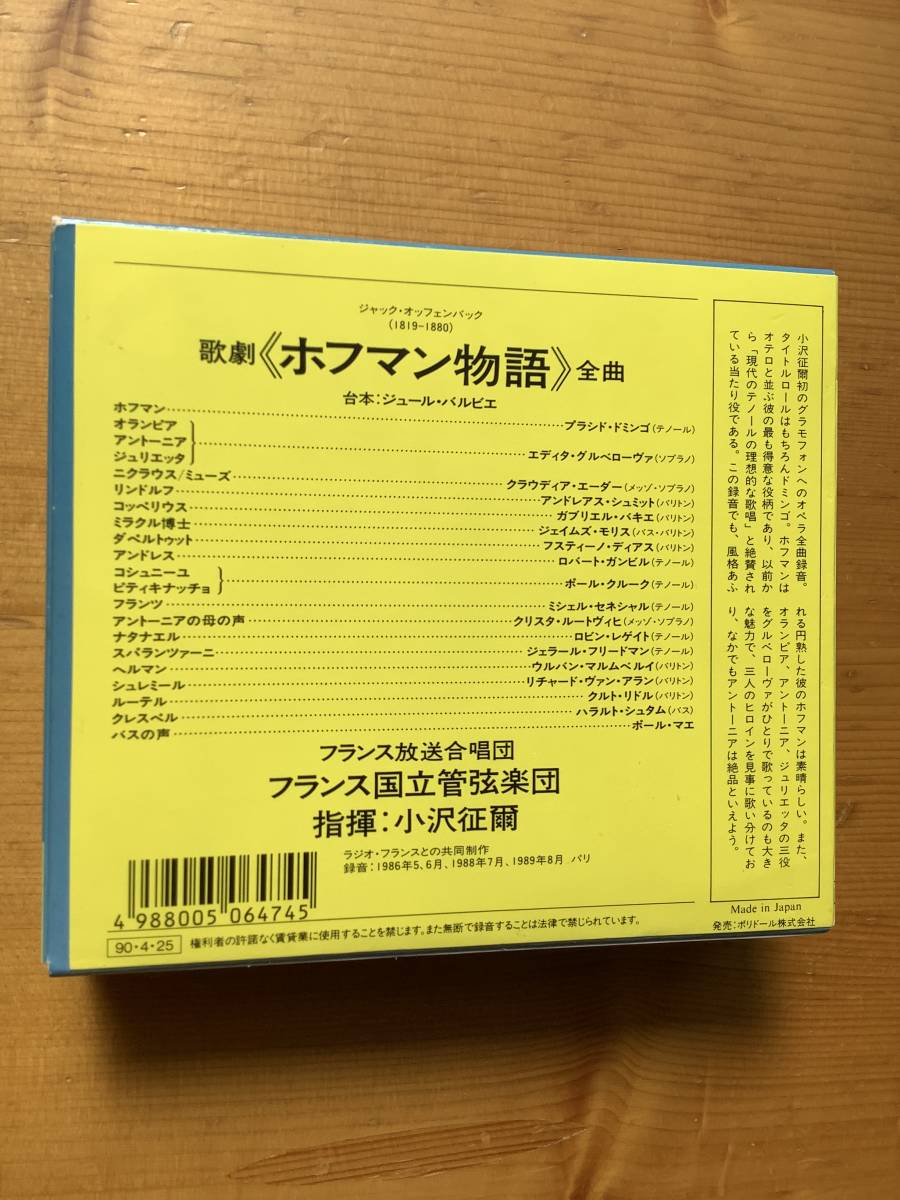 ジャック・オッフェンバック
(1819-1880)
歌劇《ホフマン物語》全曲
台本：ジュール・バルビエ
ホフマン……プラシド・ドミンゴ(テノール)
オランピア
アントーニア
ジュリエッタ
}……エディタ・グルベローヴァ(ソプラノ)
ニクラウス/ミューズ……クラウディア・エーダー(メッゾ・ソプラノ)
リンドルフ……アンドレアス・シュミット(バリトン)
コッペリウス……ガブリエル・バキエ(バリトン)
ミラクル博士……ジェイムズ・モリス(バス・バリトン)
ダペルトゥット……フスティーノ・ディアス(バリトン)
アンドレス……ロバート・ガンビル(テノール)
コシュニーユ
ピティキナッチョ
}……ポール・クルーク(テノール)
フランツ……ミシェル・セネシャル(テノール)
アントーニアの母の声……クリスタ・ルートヴィヒ(メッゾ・ソプラノ)
ナタナエル……ロビン・レゲイト(テノール)
スパランツァーニ……ジェラール・フリードマン(テノール)
ヘルマン……ウルバン・マルムベルイ(バリトン)
シュレミール……リチャード・ヴァン・アラン(バリトン)
ルーテル……クルト・リドル(バリトン)
クレスペル……ハラルト・シュタム(バス)
バスの声……ポール・マエ
フランス放送合唱団
フランス国立管弦楽団
指揮：小沢征爾
ラジオ・フランスとの共同制作
録音：1986年5、6月、1988年7月、1989年8月 パリ
4 988005 064745
90・4・25
権利者の許諾なく賃貸業に使用することを禁じます。また無断で録音することは法律で禁じられています。
小沢征爾初のグラモフォンへのオペラ全曲録音。
タイトルロールはもちろんドミンゴ。ホフマンは
オテロと並ぶ彼の最も得意な役柄であり、以前か
ら「現代のテノールの理想的な歌唱」と絶賛され
ている当たり役である。この録音でも、風格あふ
れる円熟した彼のホフマンは素晴らしい。また、
オランピア、アントーニア、ジュリエッタの三役
をグルベローヴァがひとりで歌っているのも大き
な魅力で、三人のヒロインを見事に歌い分けてお
り、なかでもアントーニアは絶品といえよう。
Made in Japan
発売：ポリドール株式会社